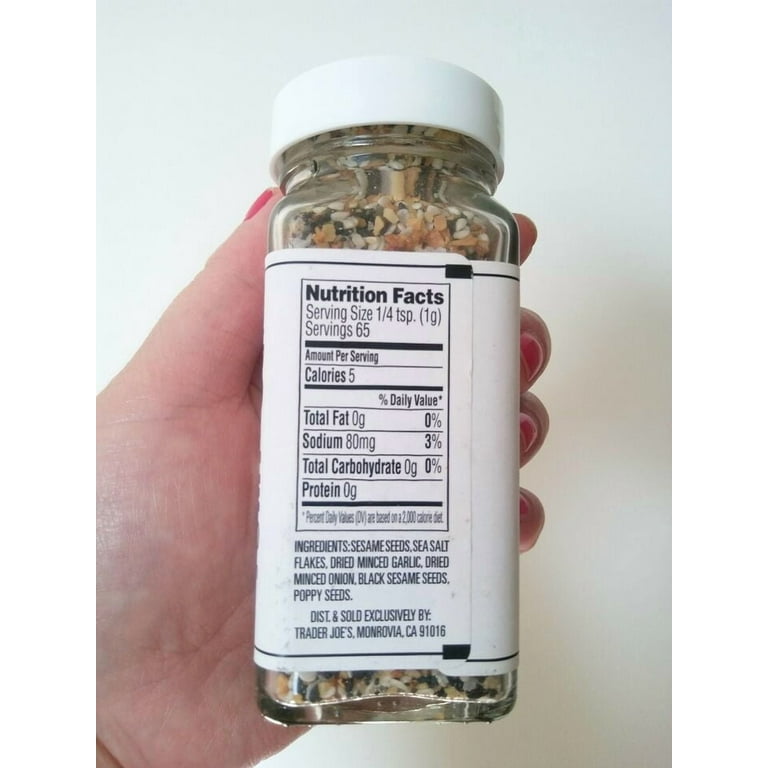 Nutrition Facts
Serving Size 1/4 tsp. (1g)
Servings 65
Amount Per Serving
Calories 5
% Daily Value*
Total Fat 0g 0%
Sodium 80mg 3%
Total Carbohydrate 0g 0%
Protein 0g
* Percent Daily Values (DV) are based on a 2,000 calorie diet.
INGREDIENTS: SESAME SEEDS, SEA SALT
FLAKES, DRIED MINCED GARLIC, DRIED
MINCED ONION, BLACK SESAME SEEDS,
POPPY SEEDS.
DIST. & SOLD EXCLUSIVELY BY:
TRADER JOE'S, MONROVIA, CA 91016